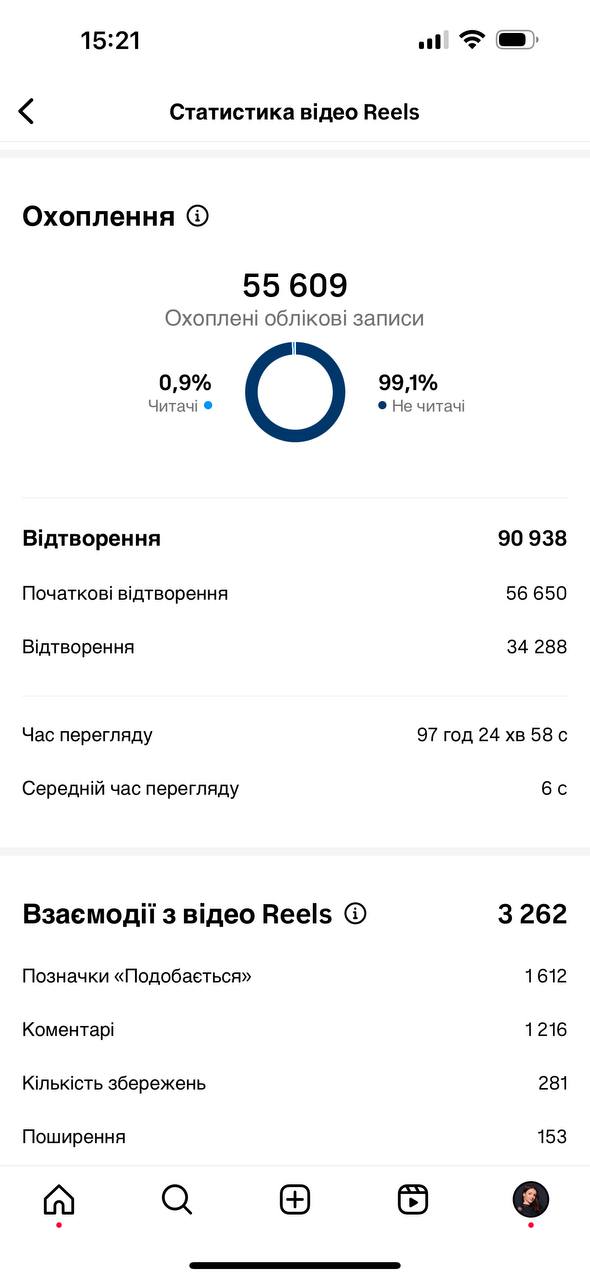 15:21
Статистика відео Reels
Охоплення
55 609
Охоплені облікові записи
0,9%
Читачі
99,1%
Не читачі
Відтворення 90 938
Початкові відтворення 56 650
Відтворення 34 288
Час перегляду 97 год 24 хв 58 с
Середній час перегляду 6 с
Взаємодії з відео Reels 3 262
Позначки «Подобається» 1 612
Коментарі 1 216
Кількість збережень 281
Поширення 153